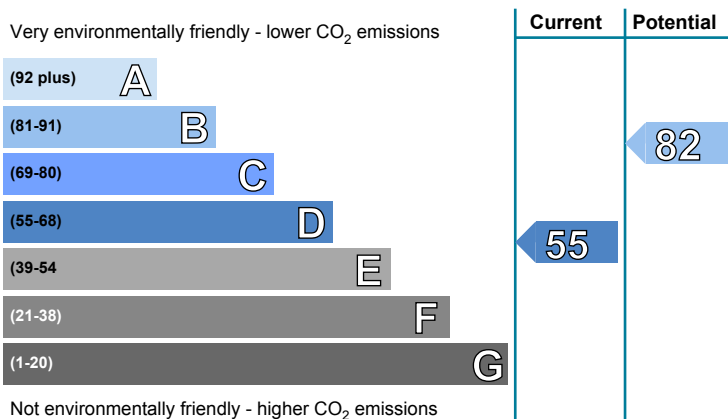 Current Potential
Very environmentally friendly - lower CO2 emissions
(92 plus) A
(81-91) B
82
(69-80) C
(55-68) D
55
(39-54 E
(21-38) F
(1-20) G
Not environmentally friendly - higher CO2 emissions